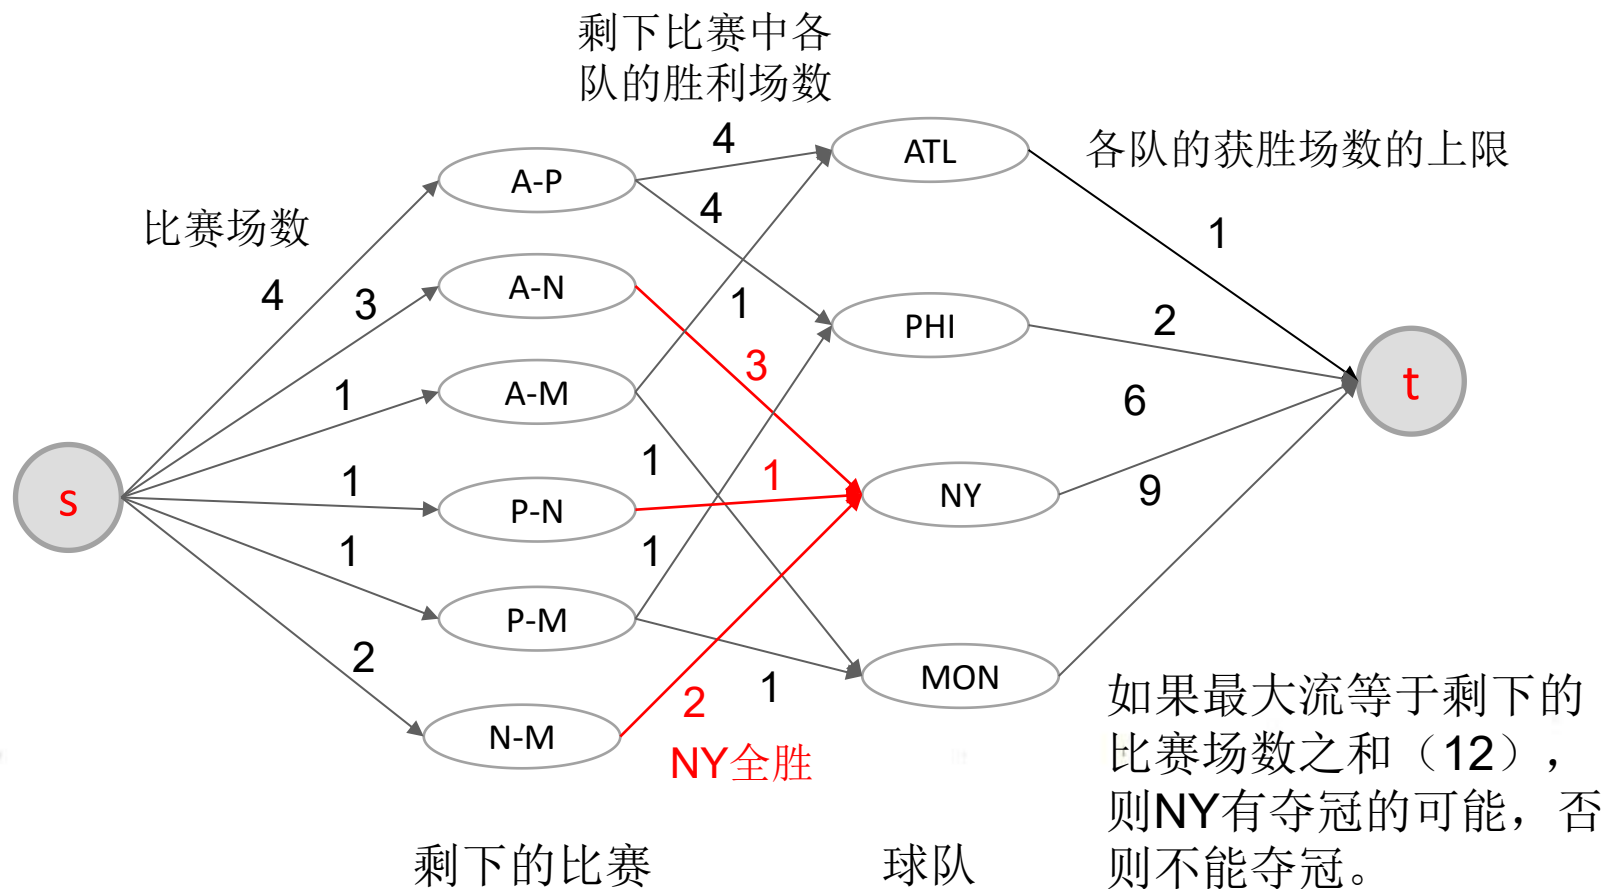 剩下比赛中各
队的胜利场数
各队的获胜场数的上限
比赛场数
4
3
1
1
1
2
s
A-P
A-N
A-M
P-N
P-M
N-M
4
4
1
3
1
1
1
1
2
NY全胜
ATL
PHI
NY
MON
1
2
6
9
t
如果最大流等于剩下的
比赛场数之和（12），
则NY有夺冠的可能，否
则不能夺冠。
剩下的比赛
球队